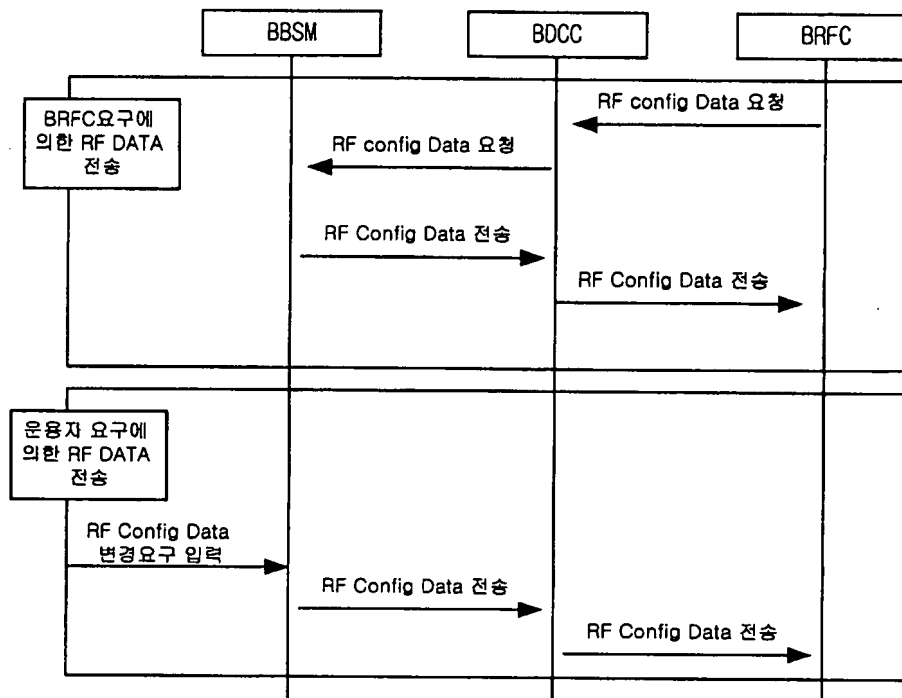 BBSM
BDCC
BRFC
BRFC요구에
의한 RF DATA
전송
RF config Data 요청
RF config Data 요청
RF Config Data 전송
RF Config Data 전송
운용자 요구에
의한 RF DATA
전송
RF Config Data
변경요구 입력
RF Config Data 전송
RF Config Data 전송